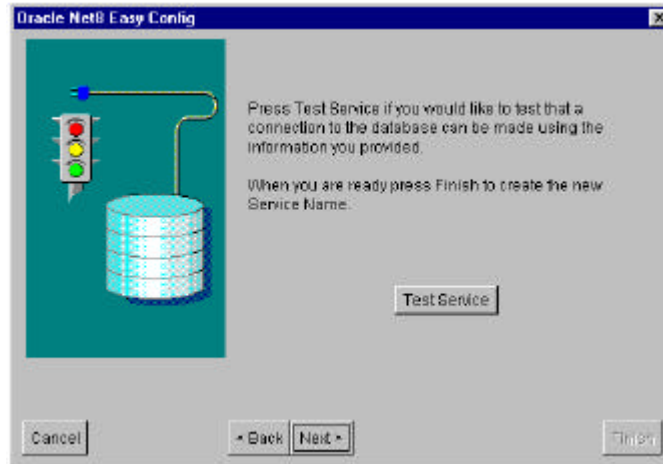 Oracle Net8 Easy Config
Press Test Service if you would like to test that a
connection to the database can be made using the
information you provided.
When you are ready press Finish to create the new
Service Name.
Test Service
Cancel
Back
Next
Finish